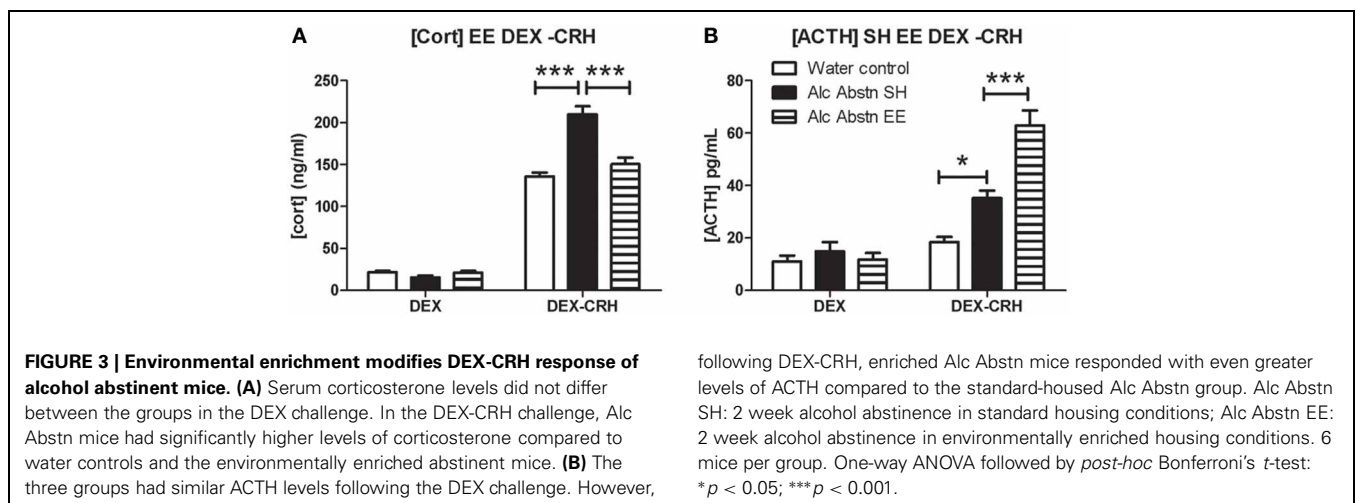 A
[Cort] EE DEX -CRH
250
200
150
100
50
0
[cort] (ng/ml)
*** ***
DEX
DEX-CRH
B
[ACTH] SH EE DEX -CRH
80
60
40
20
0
[ACTH] pg/mL
Water control
Alc Abstn SH
Alc Abstn EE
***
*
DEX
DEX-CRH
FIGURE 3 | Environmental enrichment modifies DEX-CRH response of
alcohol abstinent mice. (A) Serum corticosterone levels did not differ
between the groups in the DEX challenge. In the DEX-CRH challenge, Alc
Abstn mice had significantly higher levels of corticosterone compared to
water controls and the environmentally enriched abstinent mice. (B) The
three groups had similar ACTH levels following the DEX challenge. However,
following DEX-CRH, enriched Alc Abstn mice responded with even greater
levels of ACTH compared to the standard-housed Alc Abstn group. Alc Abstn
SH: 2 week alcohol abstinence in standard housing conditions; Alc Abstn EE:
2 week alcohol abstinence in environmentally enriched housing conditions. 6
mice per group. One-way ANOVA followed by post-hoc Bonferroni's t-test:
*p < 0.05; ***p < 0.001.